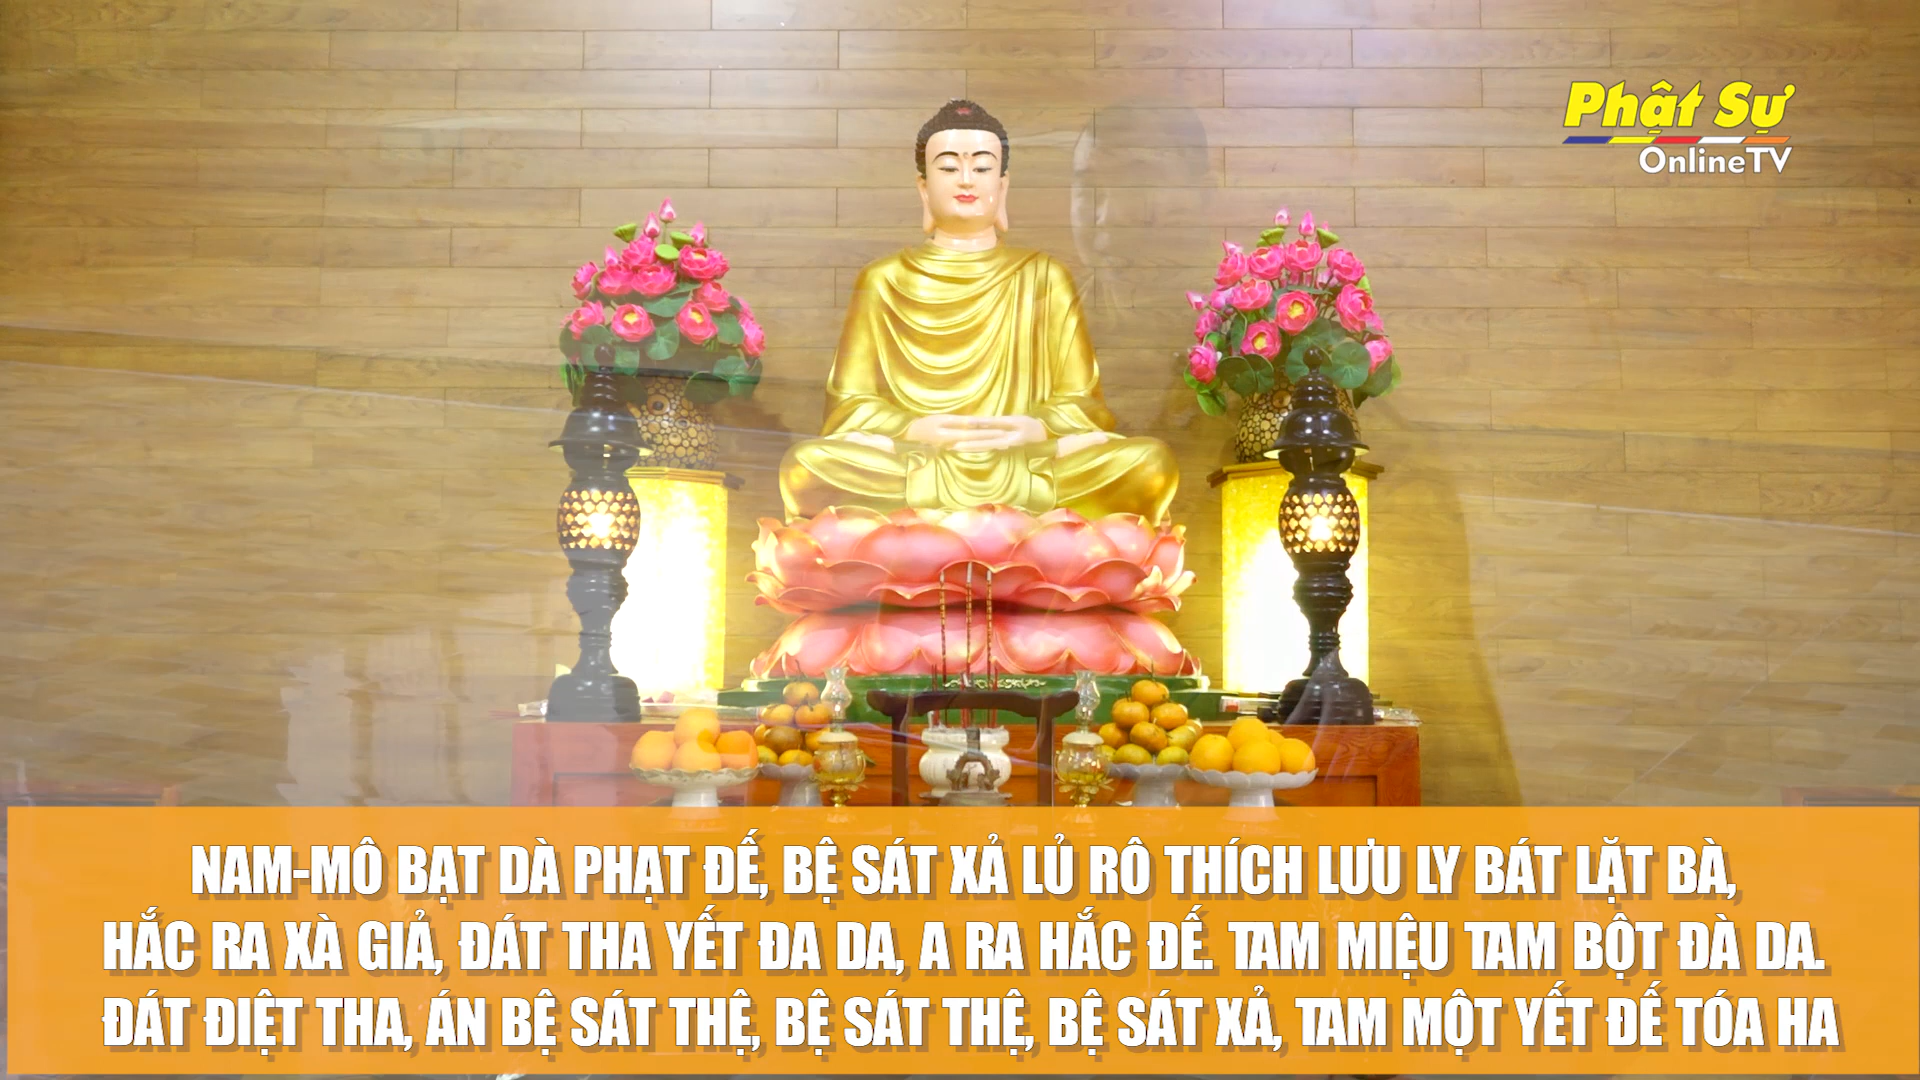 Phật Sự
OnlineTV
NAM-MÔ BẠT DÀ PHẠT ĐẾ, BỆ SÁT XẢ LỦ RÔ THÍCH LƯU LY BÁT LẶT BÀ,
HẮC RA XÀ GIẢ, ĐÁT THA YẾT ĐA DA, A RA HẮC ĐẾ. TAM MIỆU TAM BỘT ĐÀ DA.
ĐÁT ĐIỆT THA, ÁN BỆ SÁT THỆ, BỆ SÁT THỆ, BỆ SÁT XẢ, TAM MỘT YẾT ĐẾ TÓA HA